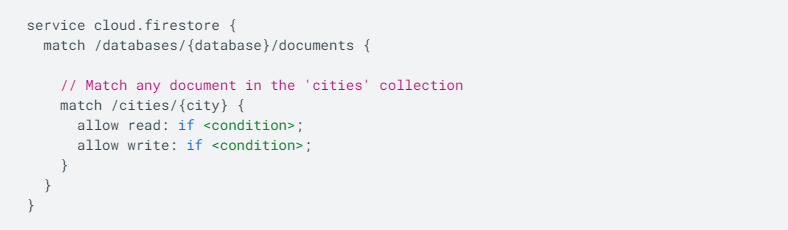 service cloud.firestore {
  match /databases/{database}/documents {

    // Match any document in the 'cities' collection
    match /cities/{city} {
      allow read: if <condition>;
      allow write: if <condition>;
    }
  }
}